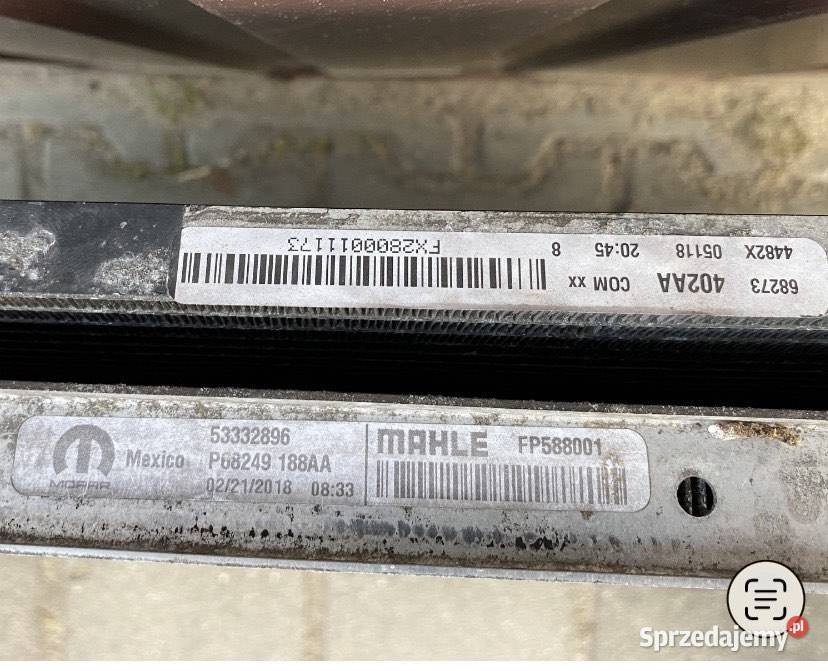 68273
402AA
COM xx
4482X
05118
20:45
8
FX2800011173
MOPAR
Mexico
53332896
P68249 188AA
02/21/2018 08:33
MAHLE FP588001
Sprzedajemy.pl